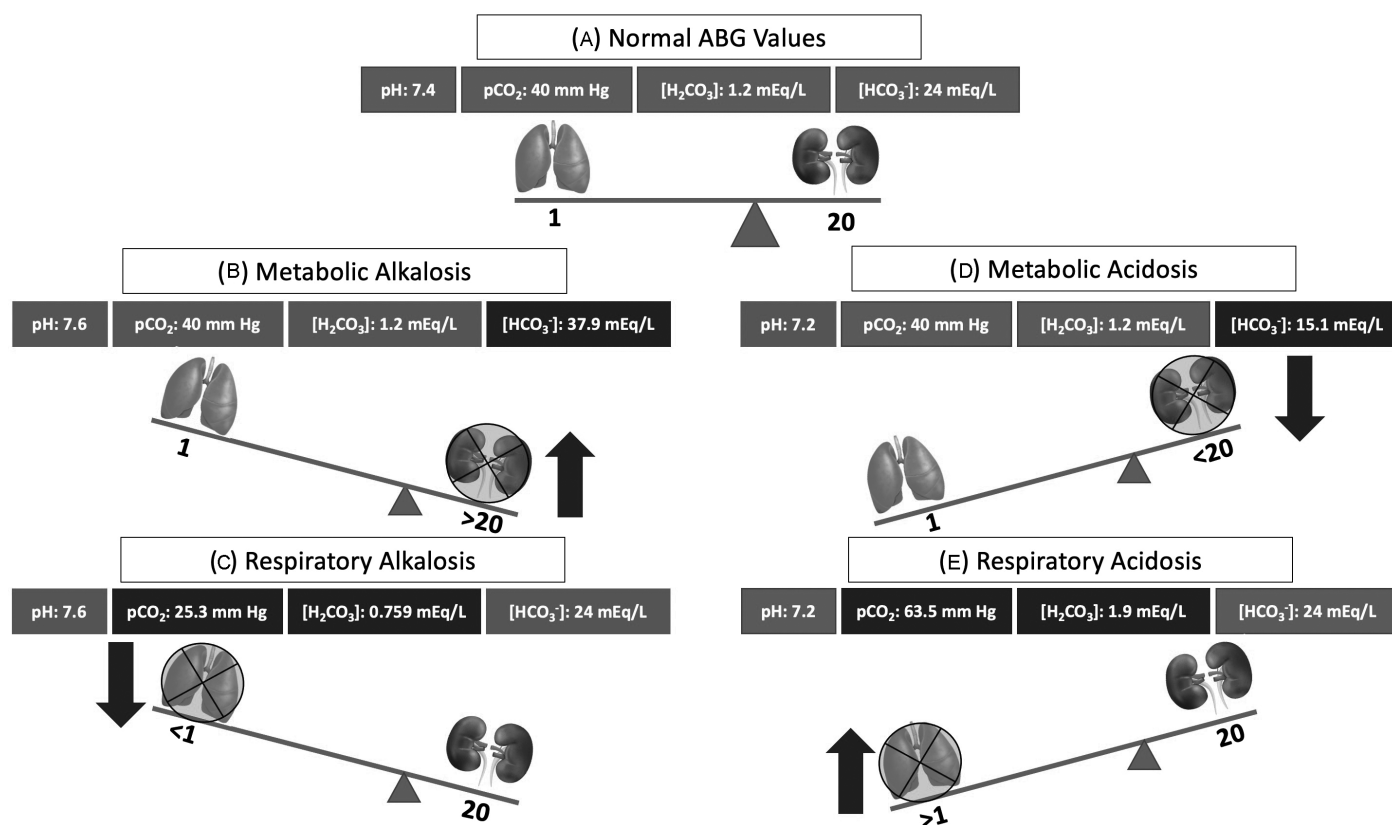 (A) Normal ABG Values
pH: 7.4 pCO₂: 40 mm Hg [H₂CO₃]: 1.2 mEq/L [HCO₃⁻]: 24 mEq/L
1 20
(B) Metabolic Alkalosis
pH: 7.6 pCO₂: 40 mm Hg [H₂CO₃]: 1.2 mEq/L [HCO₃⁻]: 37.9 mEq/L
1
>20
(D) Metabolic Acidosis
pH: 7.2 pCO₂: 40 mm Hg [H₂CO₃]: 1.2 mEq/L [HCO₃⁻]: 15.1 mEq/L
<20
1
(C) Respiratory Alkalosis
pH: 7.6 pCO₂: 25.3 mm Hg [H₂CO₃]: 0.759 mEq/L [HCO₃⁻]: 24 mEq/L
<1
20
(E) Respiratory Acidosis
pH: 7.2 pCO₂: 63.5 mm Hg [H₂CO₃]: 1.9 mEq/L [HCO₃⁻]: 24 mEq/L
20
>1